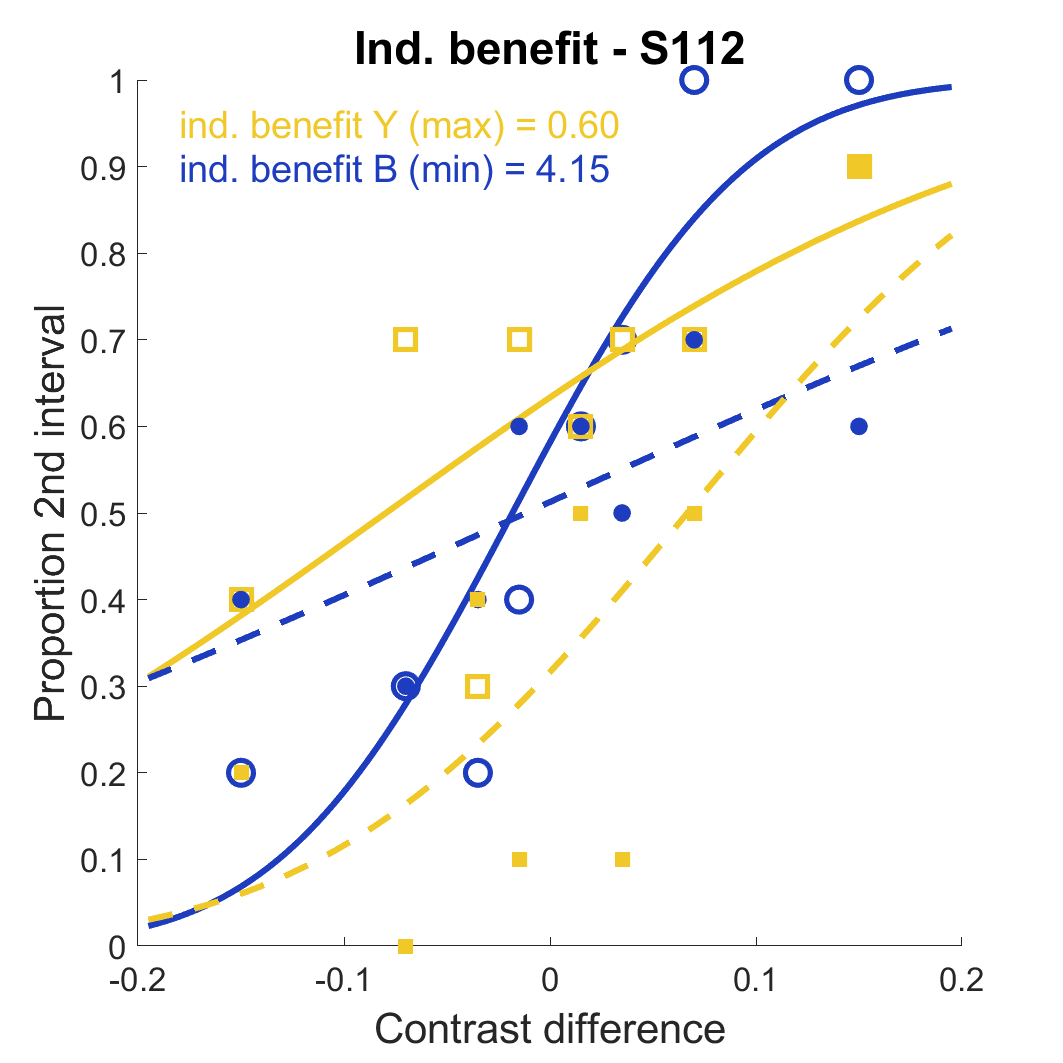 Ind. benefit - S112
ind. benefit Y (max) = 0.60
ind. benefit B (min) = 4.15
Proportion 2nd interval
1
0.9
0.8
0.7
0.6
0.5
0.4
0.3
0.2
0.1
0
-0.2 -0.1 0 0.1 0.2
Contrast difference